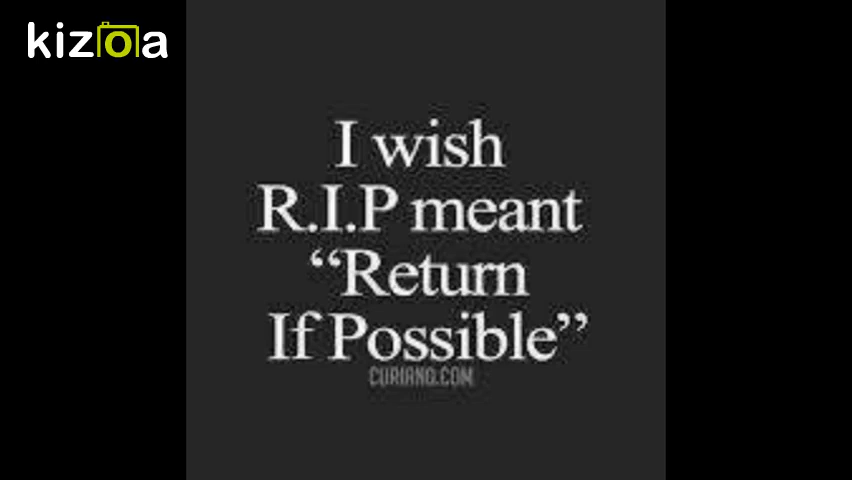 kizoa
I wish
R.I.P meant
“Return
If Possible”
CURIANO.COM